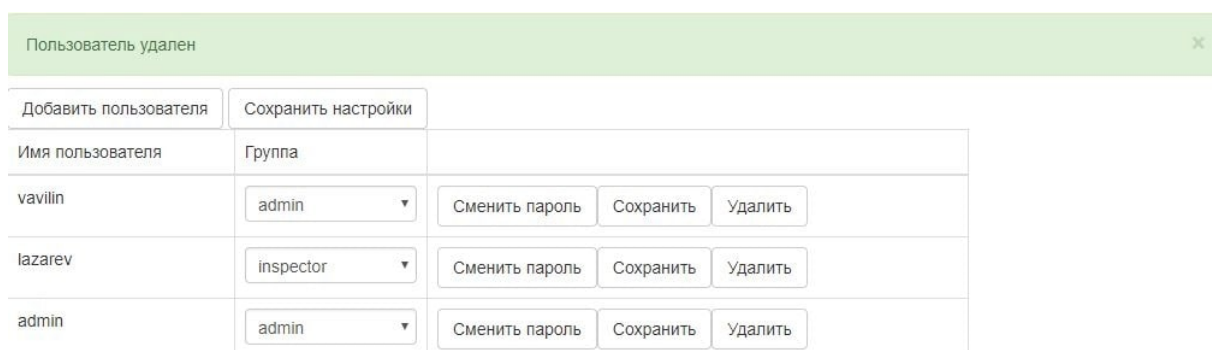 Пользователь удален ×
Добавить пользователя Сохранить настройки
Имя пользователя Группа
vavilin admin Сменить пароль Сохранить Удалить
lazarev inspector Сменить пароль Сохранить Удалить
admin admin Сменить пароль Сохранить Удалить